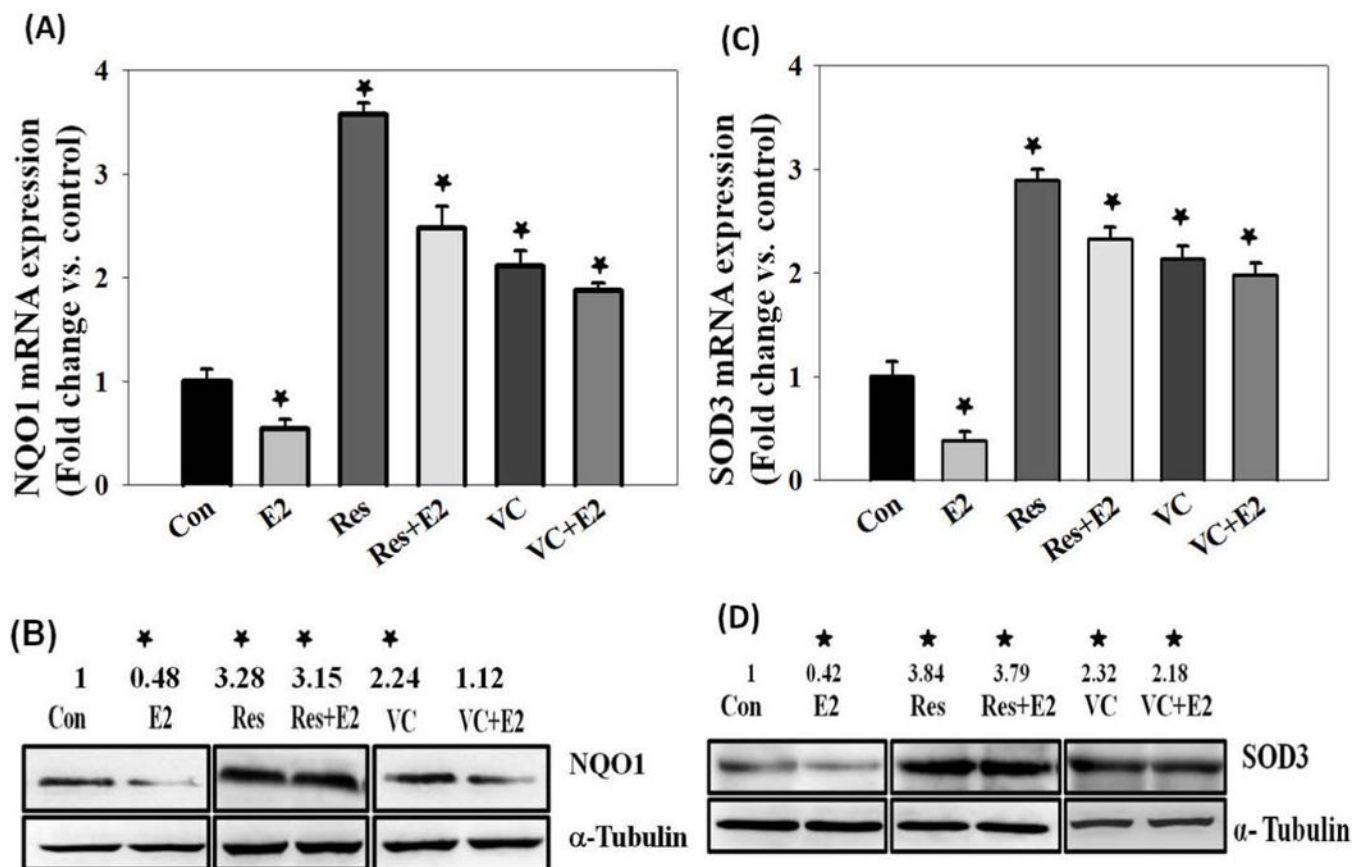 (A)
NQO1 mRNA expression
(Fold change vs. control)
4
3
2
1
0
Con E2 Res Res+E2 VC VC+E2
(C)
SOD3 mRNA expression
(Fold change vs. control)
4
3
2
1
0
Con E2 Res Res+E2 VC VC+E2
(B)
1 0.48 3.28 3.15 2.24 1.12
Con E2 Res Res+E2 VC VC+E2
NQO1
α-Tubulin
(D)
1 0.42 3.84 3.79 2.32 2.18
Con E2 Res Res+E2 VC VC+E2
SOD3
α- Tubulin